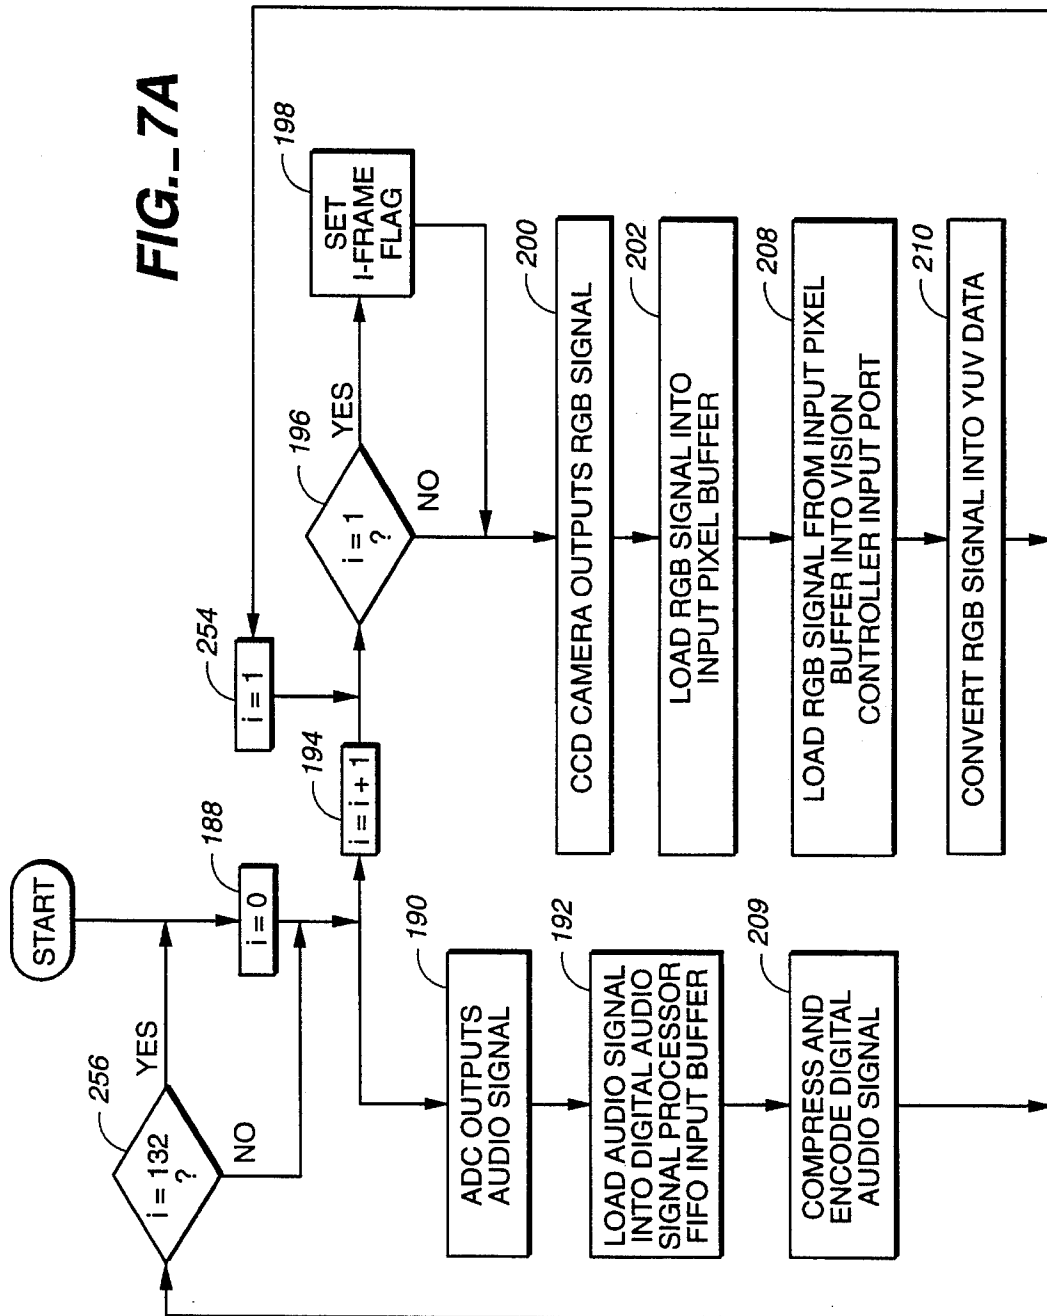 FIG._7A
START
256
i = 132
?
YES
NO
188
i = 0
254
i = 1
194
i = i + 1
196
i = 1
?
YES
NO
198
SET
I-FRAME
FLAG
190
ADC OUTPUTS
AUDIO SIGNAL
192
LOAD AUDIO SIGNAL
INTO DIGITAL AUDIO
SIGNAL PROCESSOR
FIFO INPUT BUFFER
209
COMPRESS AND
ENCODE DIGITAL
AUDIO SIGNAL
200
CCD CAMERA OUTPUTS RGB SIGNAL
202
LOAD RGB SIGNAL INTO
INPUT PIXEL BUFFER
208
LOAD RGB SIGNAL FROM INPUT PIXEL
BUFFER INTO VISION
CONTROLLER INPUT PORT
210
CONVERT RGB SIGNAL INTO YUV DATA